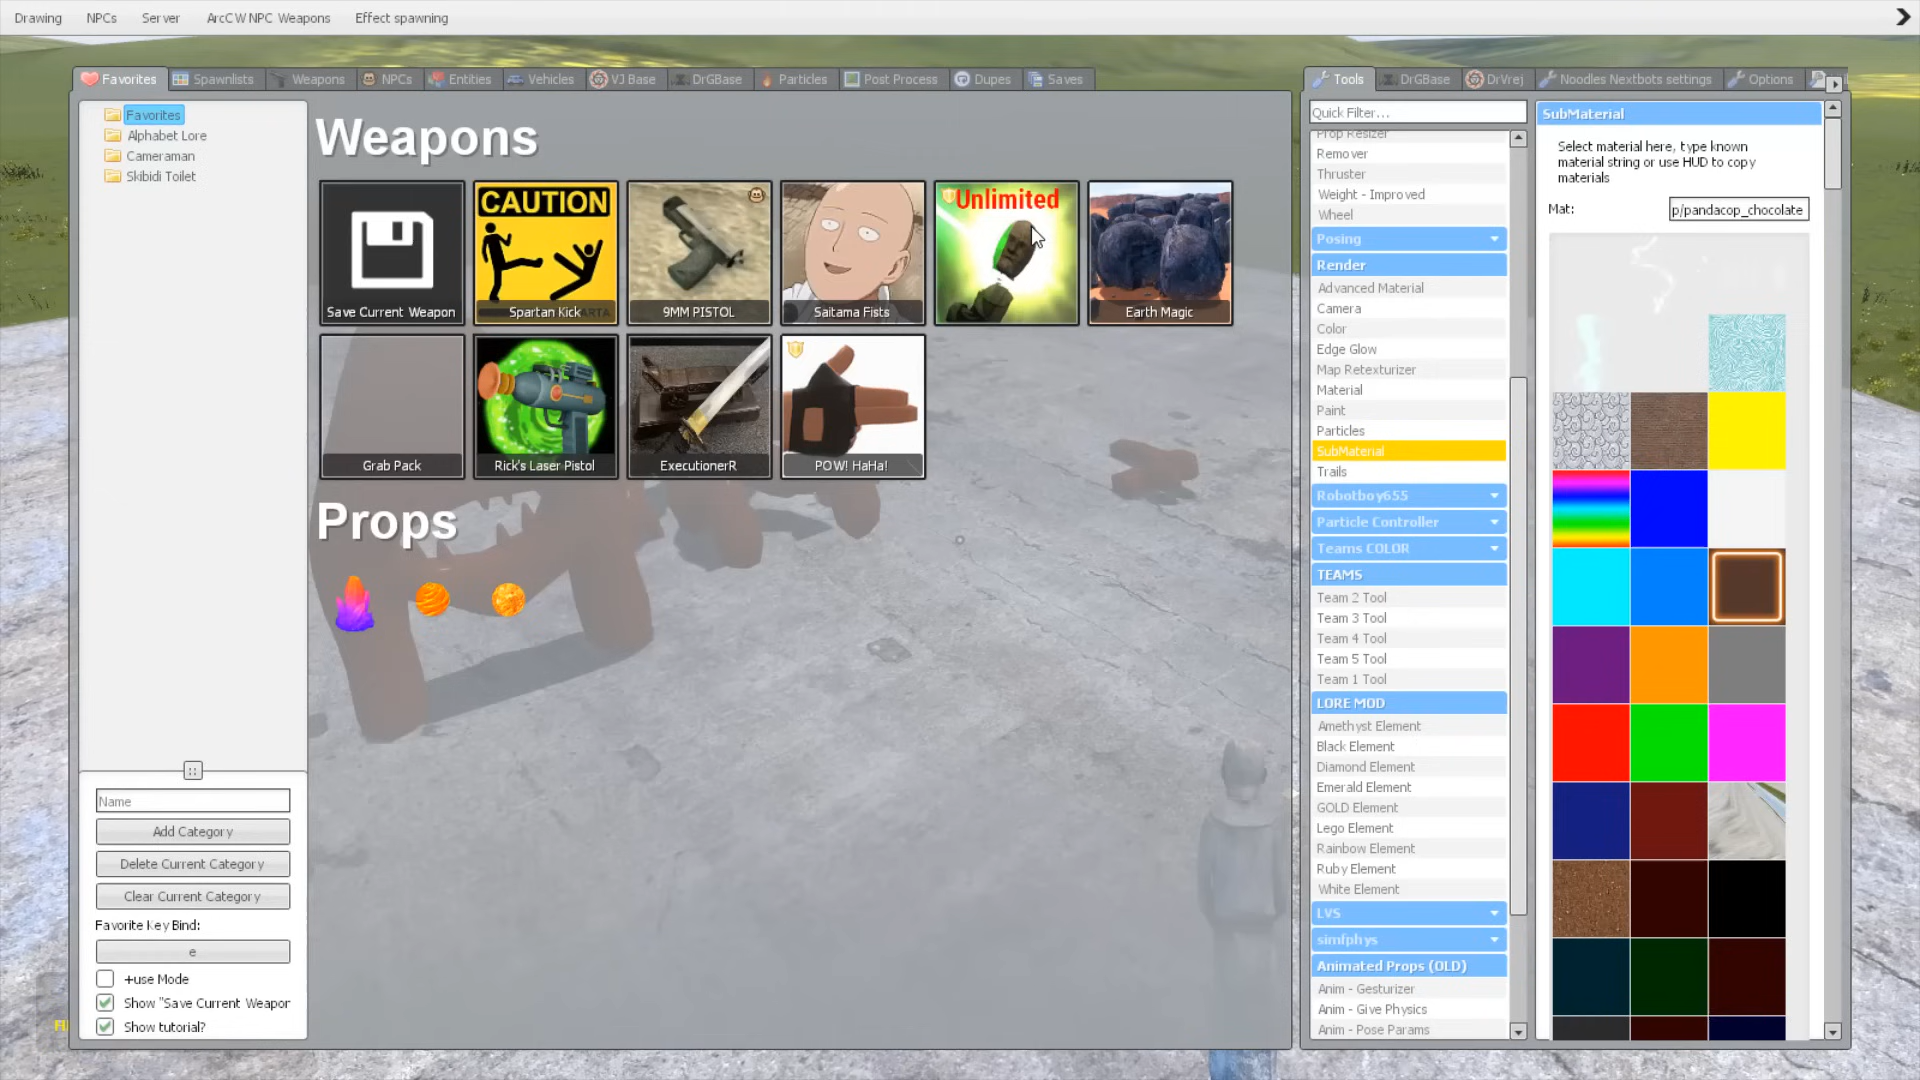 Drawing NPCs Server ArcCW NPC Weapons Effect spawning
Favorites Spawnlists Weapons NPCs Entities Vehicles VJ Base DrGBase Particles Post Process Dupes Saves
Favorites
Alphabet Lore
Cameraman
Skibidi Toilet
Name
Add Category
Delete Current Category
Clear Current Category
Favorite Key Bind:
e
+use Mode
Show "Save Current Weapon
Show tutorial?
Weapons
Save Current Weapon
CAUTION
Spartan Kick
9MM PISTOL
Saitama Fists
Unlimited
Earth Magic
Grab Pack
Rick's Laser Pistol
ExecutionerR
POW! HaHa!
Props
Tools DrGBase DrVrej Noodles Nextbots settings Options
Quick Filter...
Prop Resizer
Remover
Thruster
Weight - Improved
Wheel
Posing
Render
Advanced Material
Camera
Color
Edge Glow
Map Retexturizer
Material
Paint
Particles
SubMaterial
Trails
Robotboy655
Particle Controller
Teams COLOR
TEAMS
Team 2 Tool
Team 3 Tool
Team 4 Tool
Team 5 Tool
Team 1 Tool
LORE MOD
Amethyst Element
Black Element
Diamond Element
Emerald Element
GOLD Element
Lego Element
Rainbow Element
Ruby Element
White Element
LVS
simfphys
Animated Props (OLD)
Anim - Gesturizer
Anim - Give Physics
Anim - Pose Params
SubMaterial
Select material here, type known
material string or use HUD to copy
materials
Mat: p/pandacop_chocolate